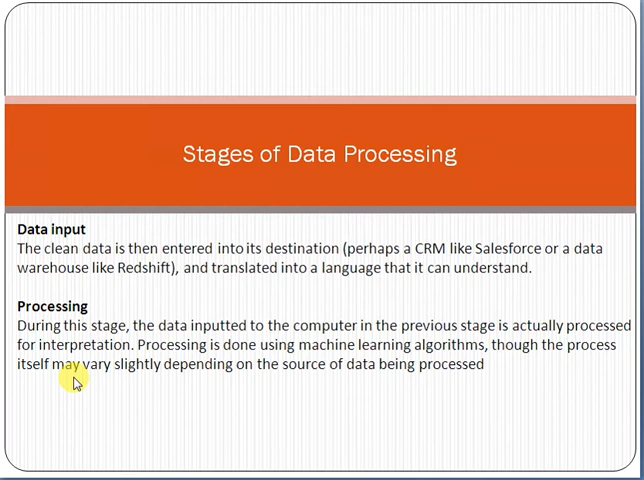 Stages of Data Processing
Data input
The clean data is then entered into its destination (perhaps a CRM like Salesforce or a data
warehouse like Redshift), and translated into a language that it can understand.
Processing
During this stage, the data inputted to the computer in the previous stage is actually processed
for interpretation. Processing is done using machine learning algorithms, though the process
itself may vary slightly depending on the source of data being processed